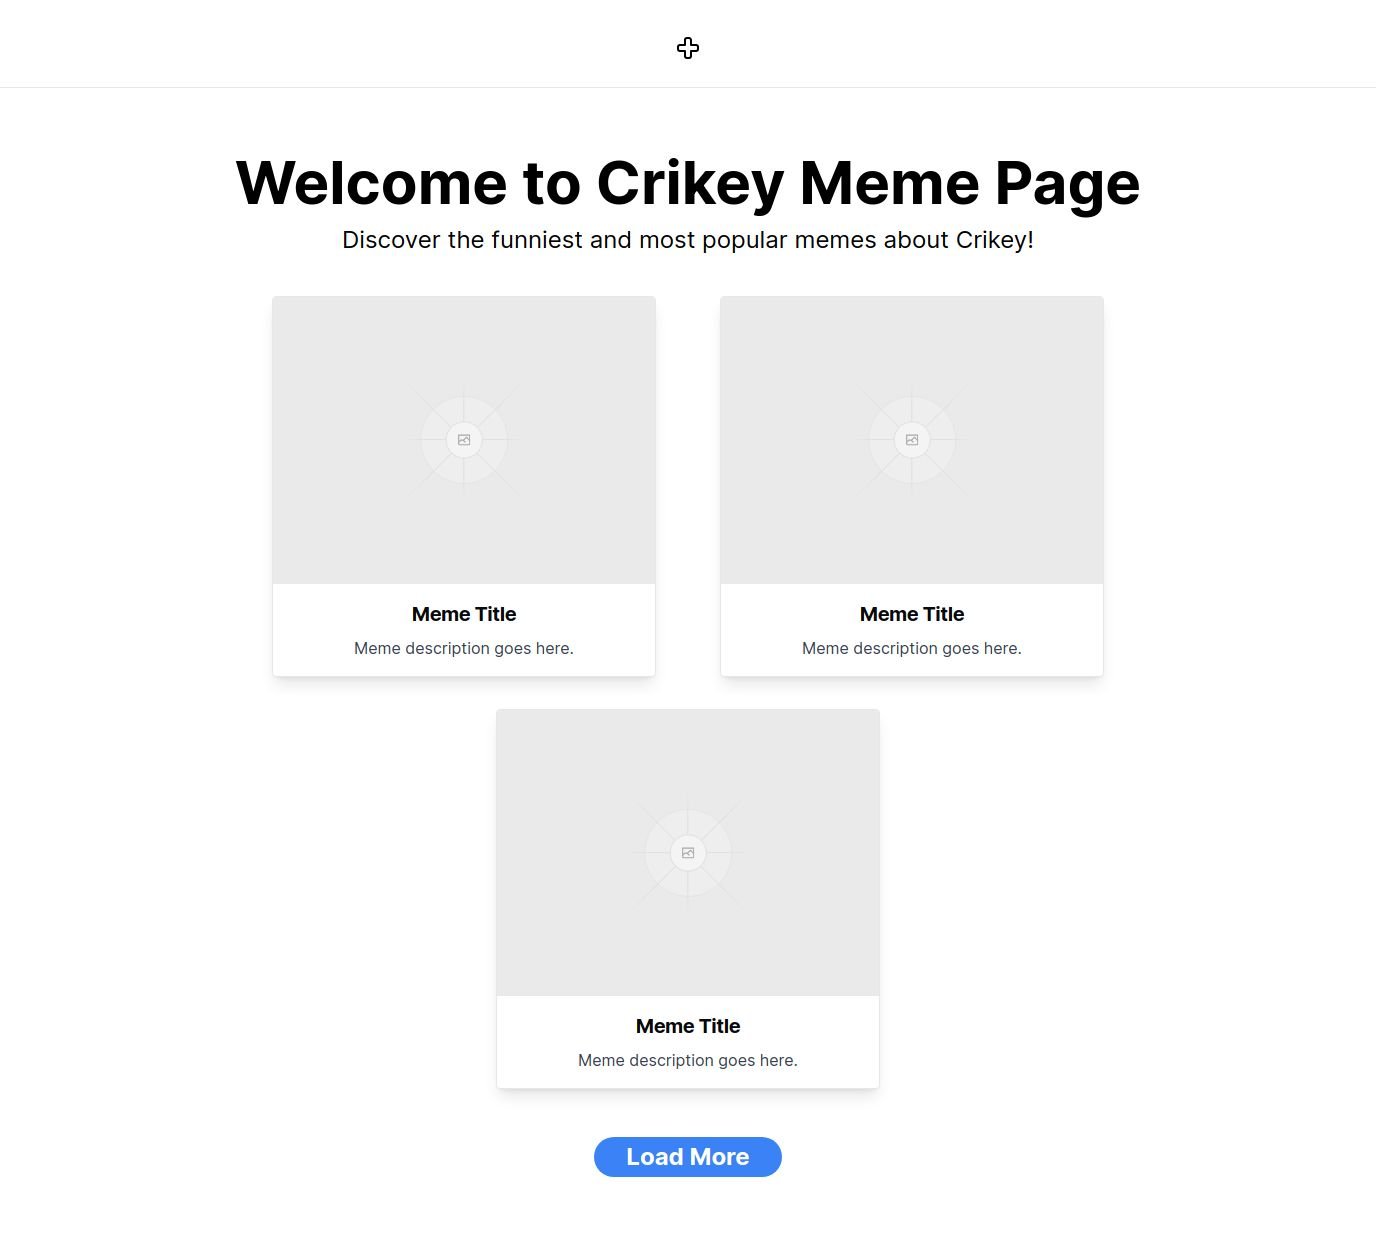 Welcome to Crikey Meme Page
Discover the funniest and most popular memes about Crikey!
Meme Title
Meme description goes here.
Meme Title
Meme description goes here.
Meme Title
Meme description goes here.
Load More